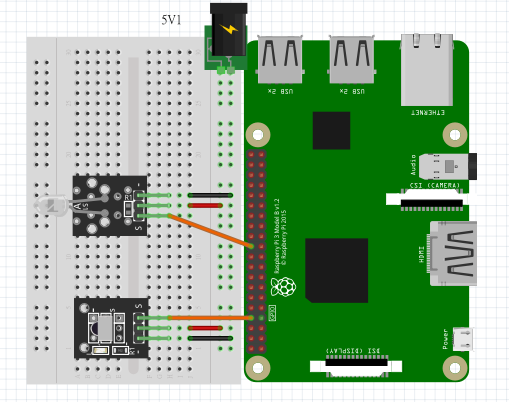 5V1
USB 2x
USB 2x
ETHERNET
Audio
CSI (CAMERA)
HDMI
Raspberry Pi 3 Model B v1.2
© Raspberry Pi 2015
GPIO
S
S
Power
DSI (DISPLAY)